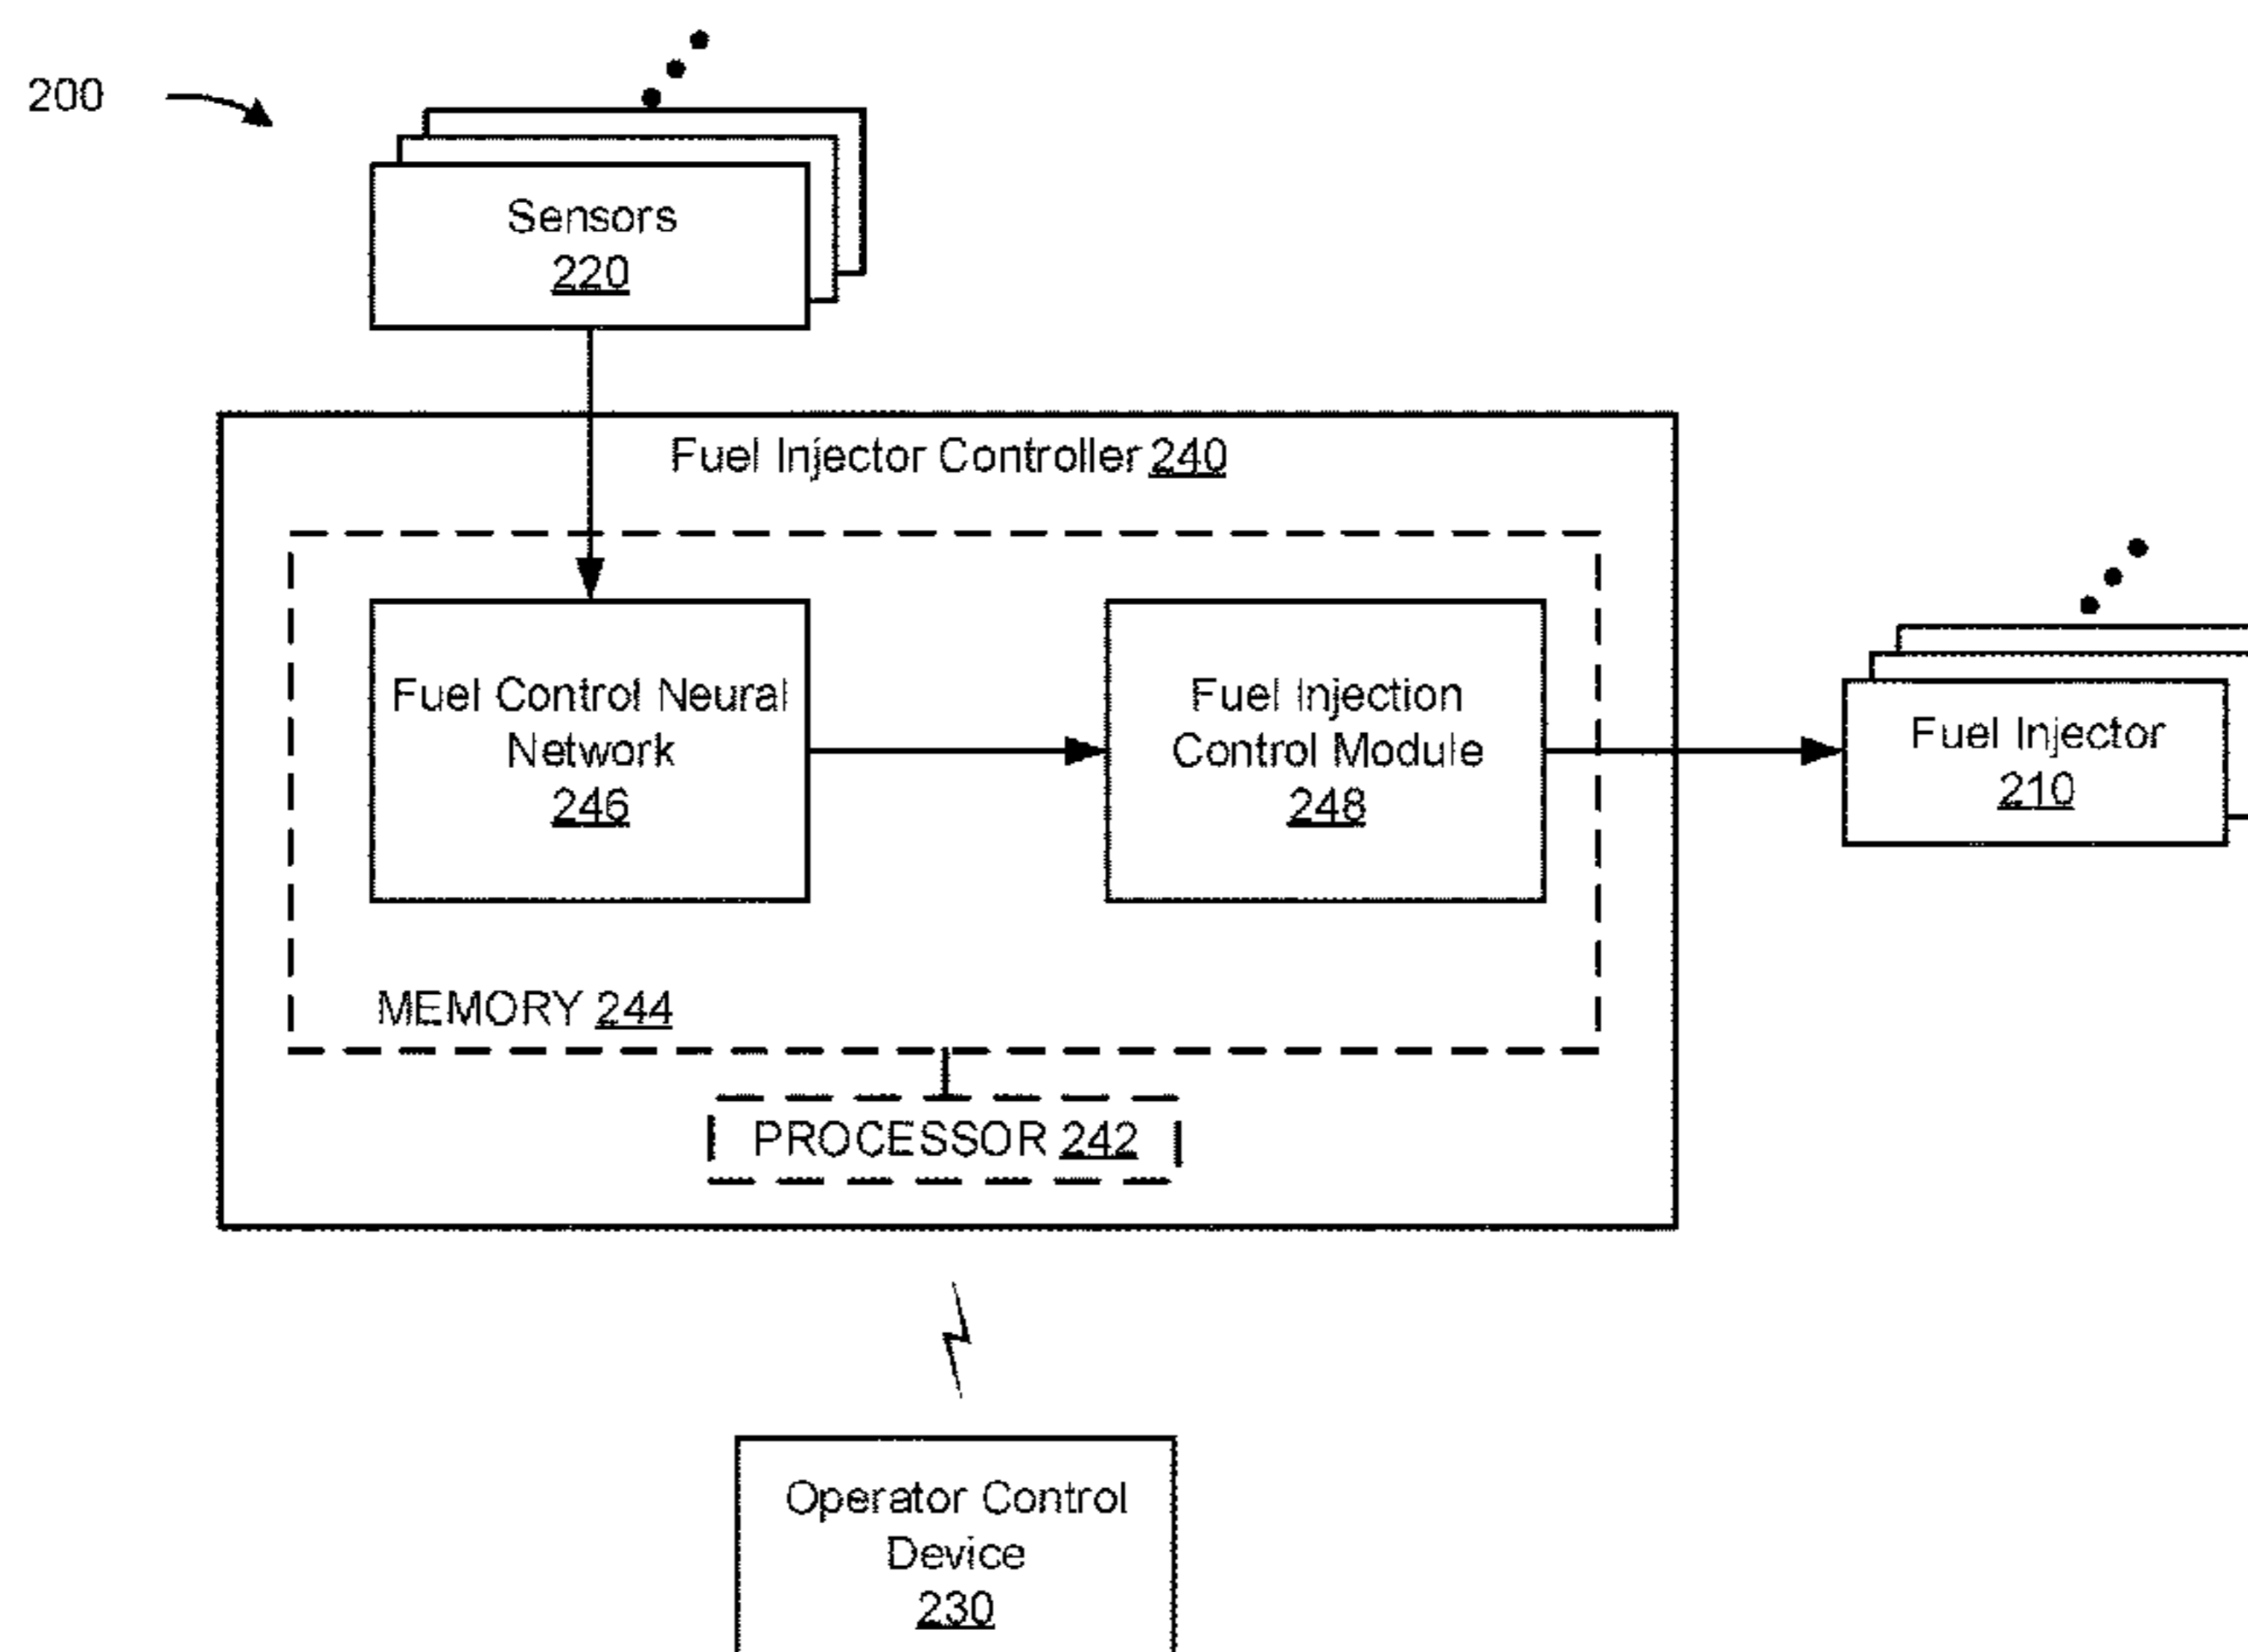 200
Sensors
220
Fuel Injector Controller 240
Fuel Control Neural
Network
246
Fuel Injection
Control Module
248
Fuel Injector
210
MEMORY 244
PROCESSOR 242
Operator Control
Device
230